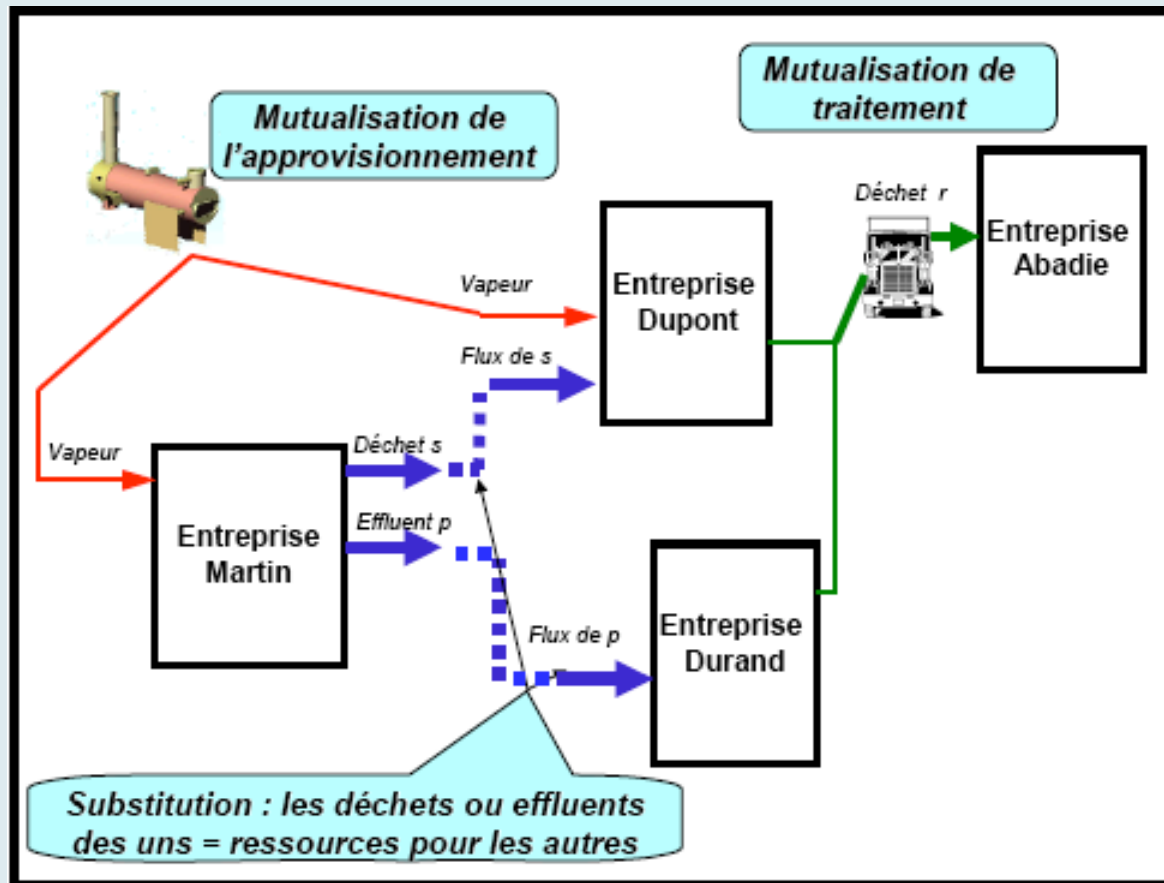 Mutualisation de
l'approvisionnement
Mutualisation de
traitement
Déchet r
Entreprise
Abadie
Vapeur
Entreprise
Dupont
Flux de s
Vapeur
Déchet s
Effluent p
Entreprise
Martin
Flux de p
Entreprise
Durand
Substitution : les déchets ou effluents
des uns = ressources pour les autres